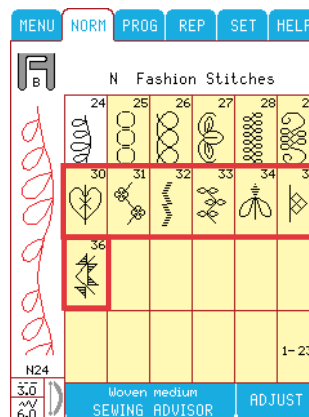 MENU NORM PROG REP SET HELP
B
N Fashion Stitches
24 25 26 27 28
30 31 32 33 34
36
1-23
N24
3.0
6.0
Woven medium
SEWING ADVISOR
ADJUST